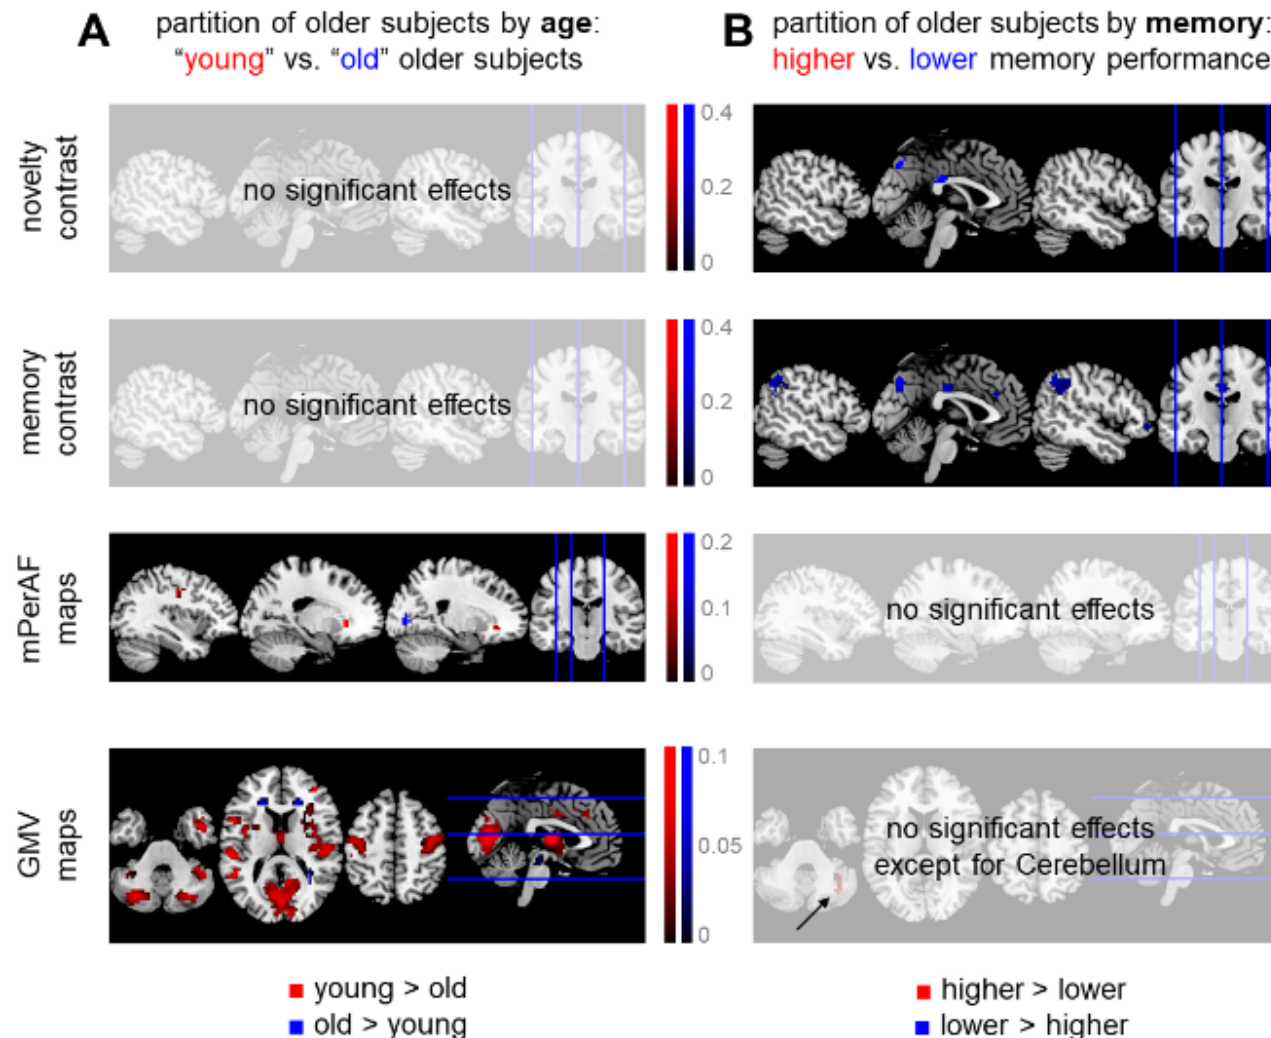 A
partition of older subjects by age:
“young” vs. “old” older subjects
B
partition of older subjects by memory:
higher vs. lower memory performance
novelty
contrast
no significant effects
0.4
0.2
0
memory
contrast
no significant effects
0.4
0.2
0
mPerAF
maps
0.2
0.1
0
no significant effects
GMV
maps
0.1
0.05
0
no significant effects
except for Cerebellum
young > old
old > young
higher > lower
lower > higher